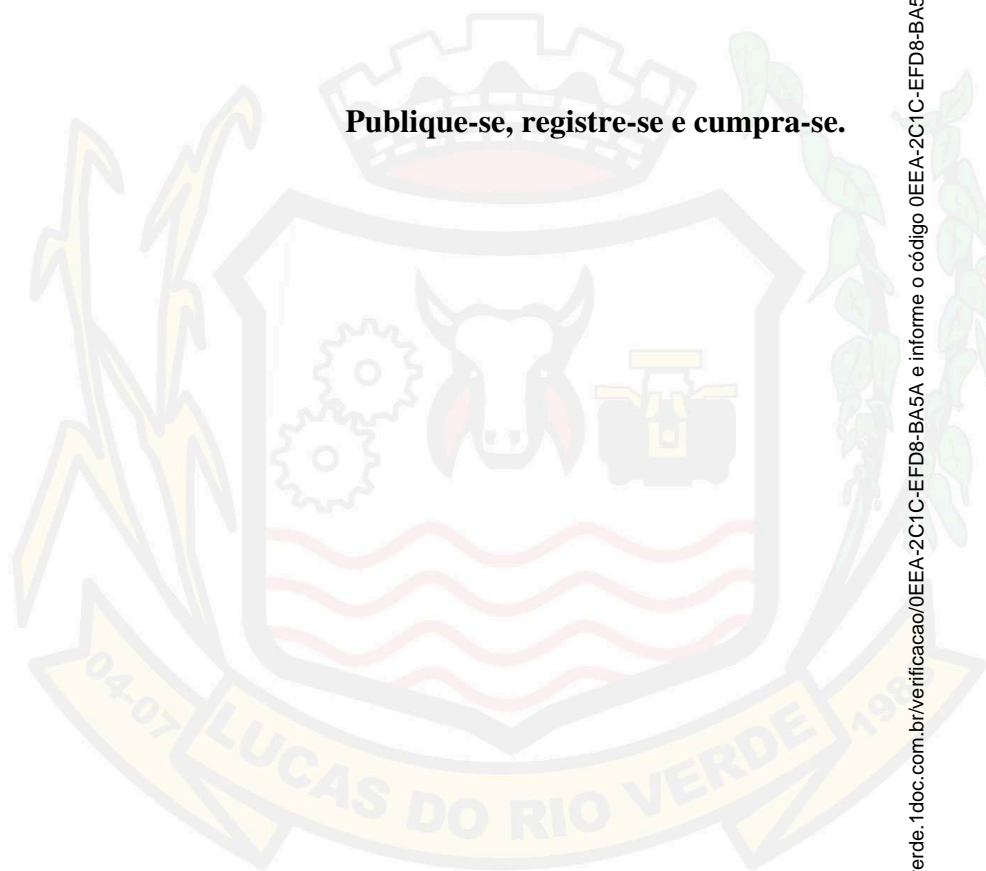 Publique-se, registre-se e cumpra-se.
04-07
LUCAS DO RIO VERDE
1988
erde.1doc.com.br/verificacao/0EEA-2C1C-EFD8-BA5A e informe o código 0EEA-2C1C-EFD8-BA5